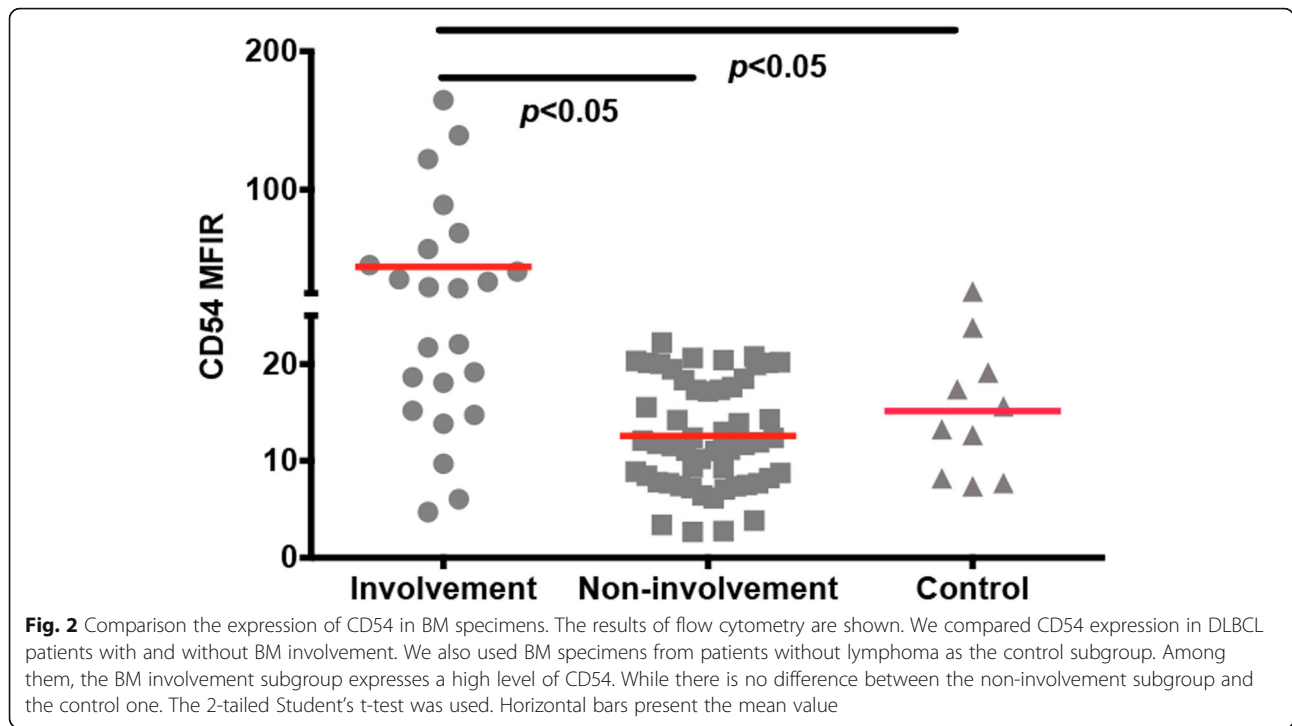 200
p<0.05
p<0.05
100
CD54 MFIR
20
10
0
Involvement Non-involvement Control
Fig. 2 Comparison the expression of CD54 in BM specimens. The results of flow cytometry are shown. We compared CD54 expression in DLBCL
patients with and without BM involvement. We also used BM specimens from patients without lymphoma as the control subgroup. Among
them, the BM involvement subgroup expresses a high level of CD54. While there is no difference between the non-involvement subgroup and
the control one. The 2-tailed Student's t-test was used. Horizontal bars present the mean value